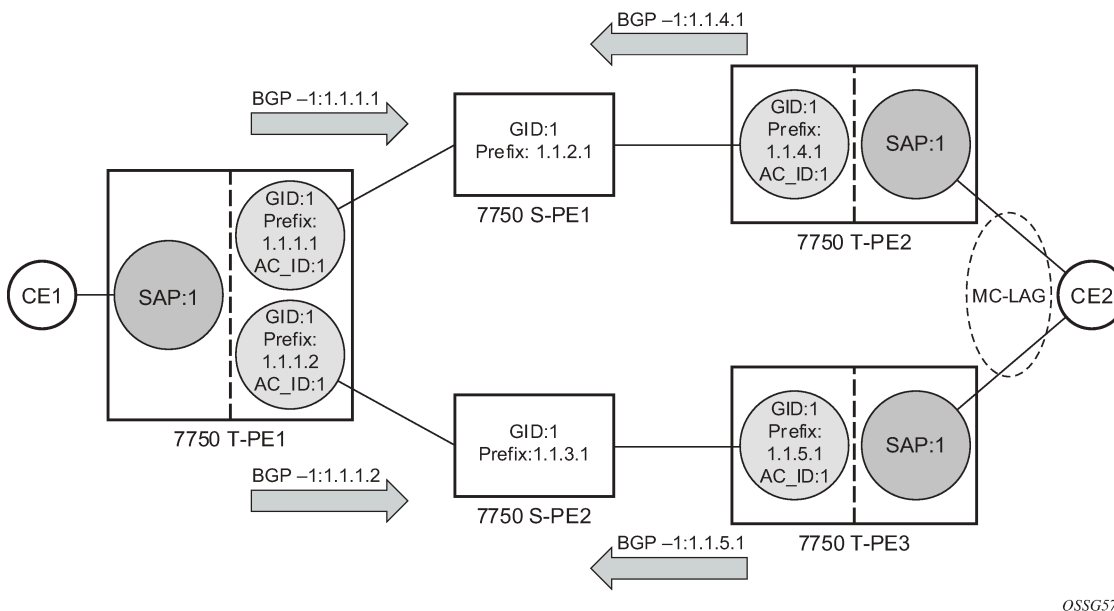 BGP –1:1.1.4.1
BGP –1:1.1.1.1
GID:1
Prefix: 1.1.2.1
7750 S-PE1
GID:1
Prefix:
1.1.4.1
AC_ID:1
SAP:1
7750 T-PE2
CE1
SAP:1
GID:1
Prefix:
1.1.1.1
AC_ID:1
GID:1
Prefix:
1.1.1.2
AC_ID:1
7750 T-PE1
MC-LAG
CE2
BGP –1:1.1.1.2
GID:1
Prefix:1.1.3.1
7750 S-PE2
GID:1
Prefix:
1.1.5.1
AC_ID:1
SAP:1
7750 T-PE3
BGP –1:1.1.5.1
OSSG57